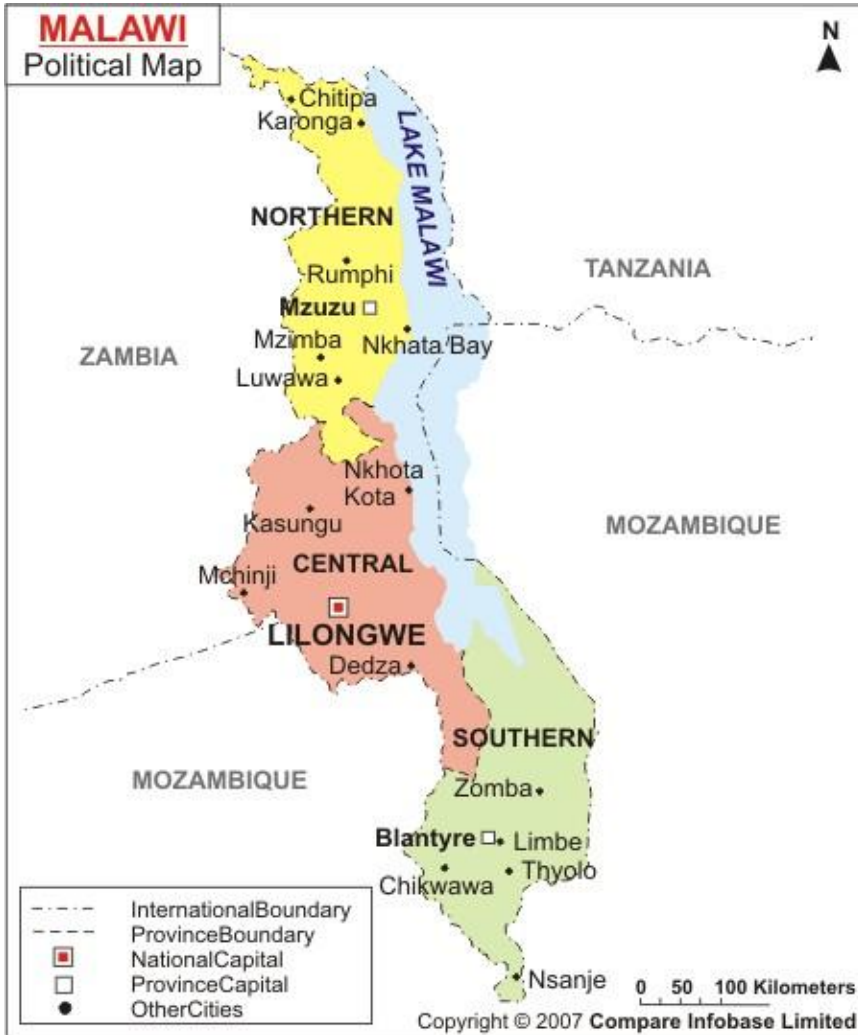 MALAWI
Political Map
N
Chitipa
Karonga
LAKE MALAWI
NORTHERN
TANZANIA
Rumphi
Mzuzu
Nkhata Bay
Mzimba
ZAMBIA
Luwawa
Nkhota
Kota
Kasungu
MOZAMBIQUE
CENTRAL
Mchinji
LILONGWE
Dedza
SOUTHERN
MOZAMBIQUE
Zomba
Blantyre
Limbe
Thyolo
Chikwawa
InternationalBoundary
ProvinceBoundary
NationalCapital
ProvinceCapital
OtherCities
Nsanje
0 50 100 Kilometers
Copyright © 2007 Compare Infobase Limited